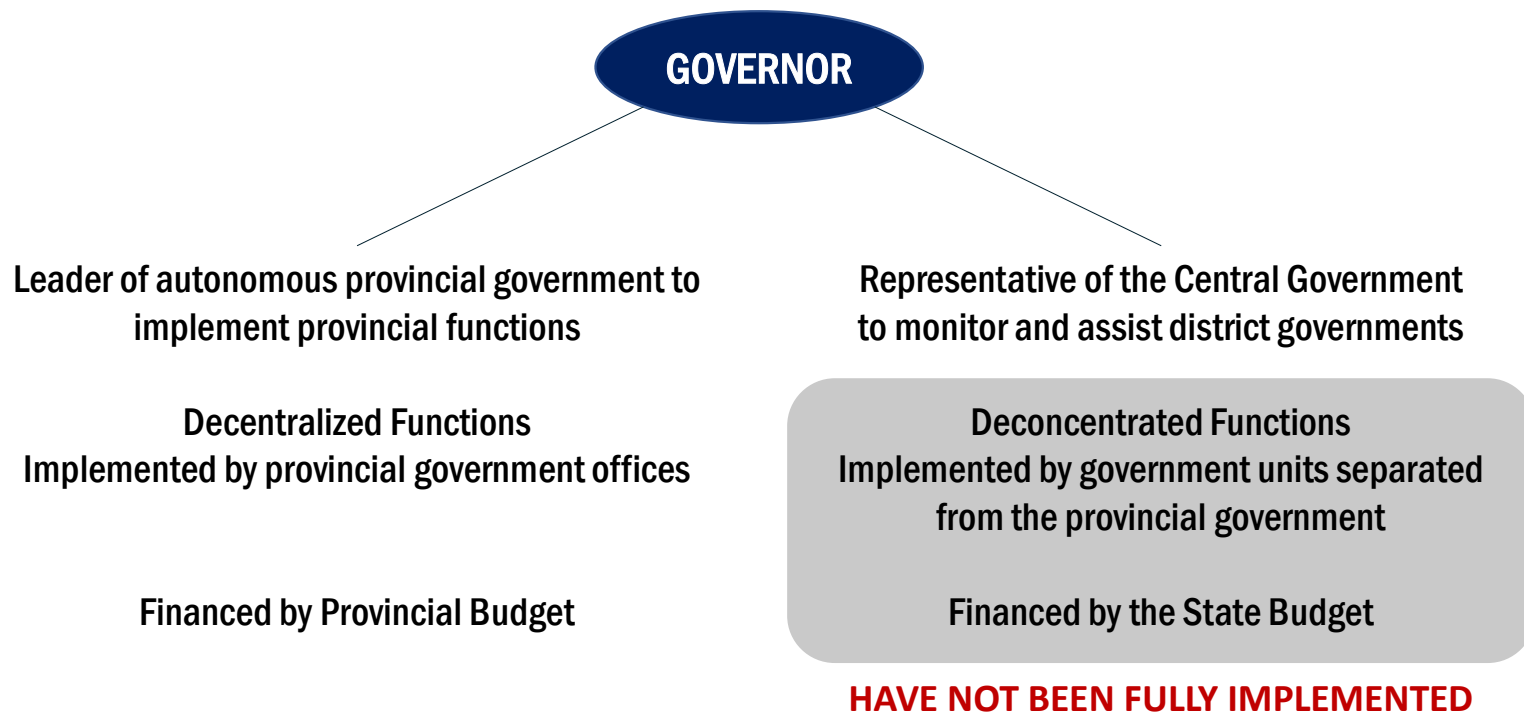 GOVERNOR
Leader of autonomous provincial government to
implement provincial functions
Representative of the Central Government
to monitor and assist district governments
Decentralized Functions
Implemented by provincial government offices
Deconcentrated Functions
Implemented by government units separated
from the provincial government
Financed by Provincial Budget
Financed by the State Budget
HAVE NOT BEEN FULLY IMPLEMENTED